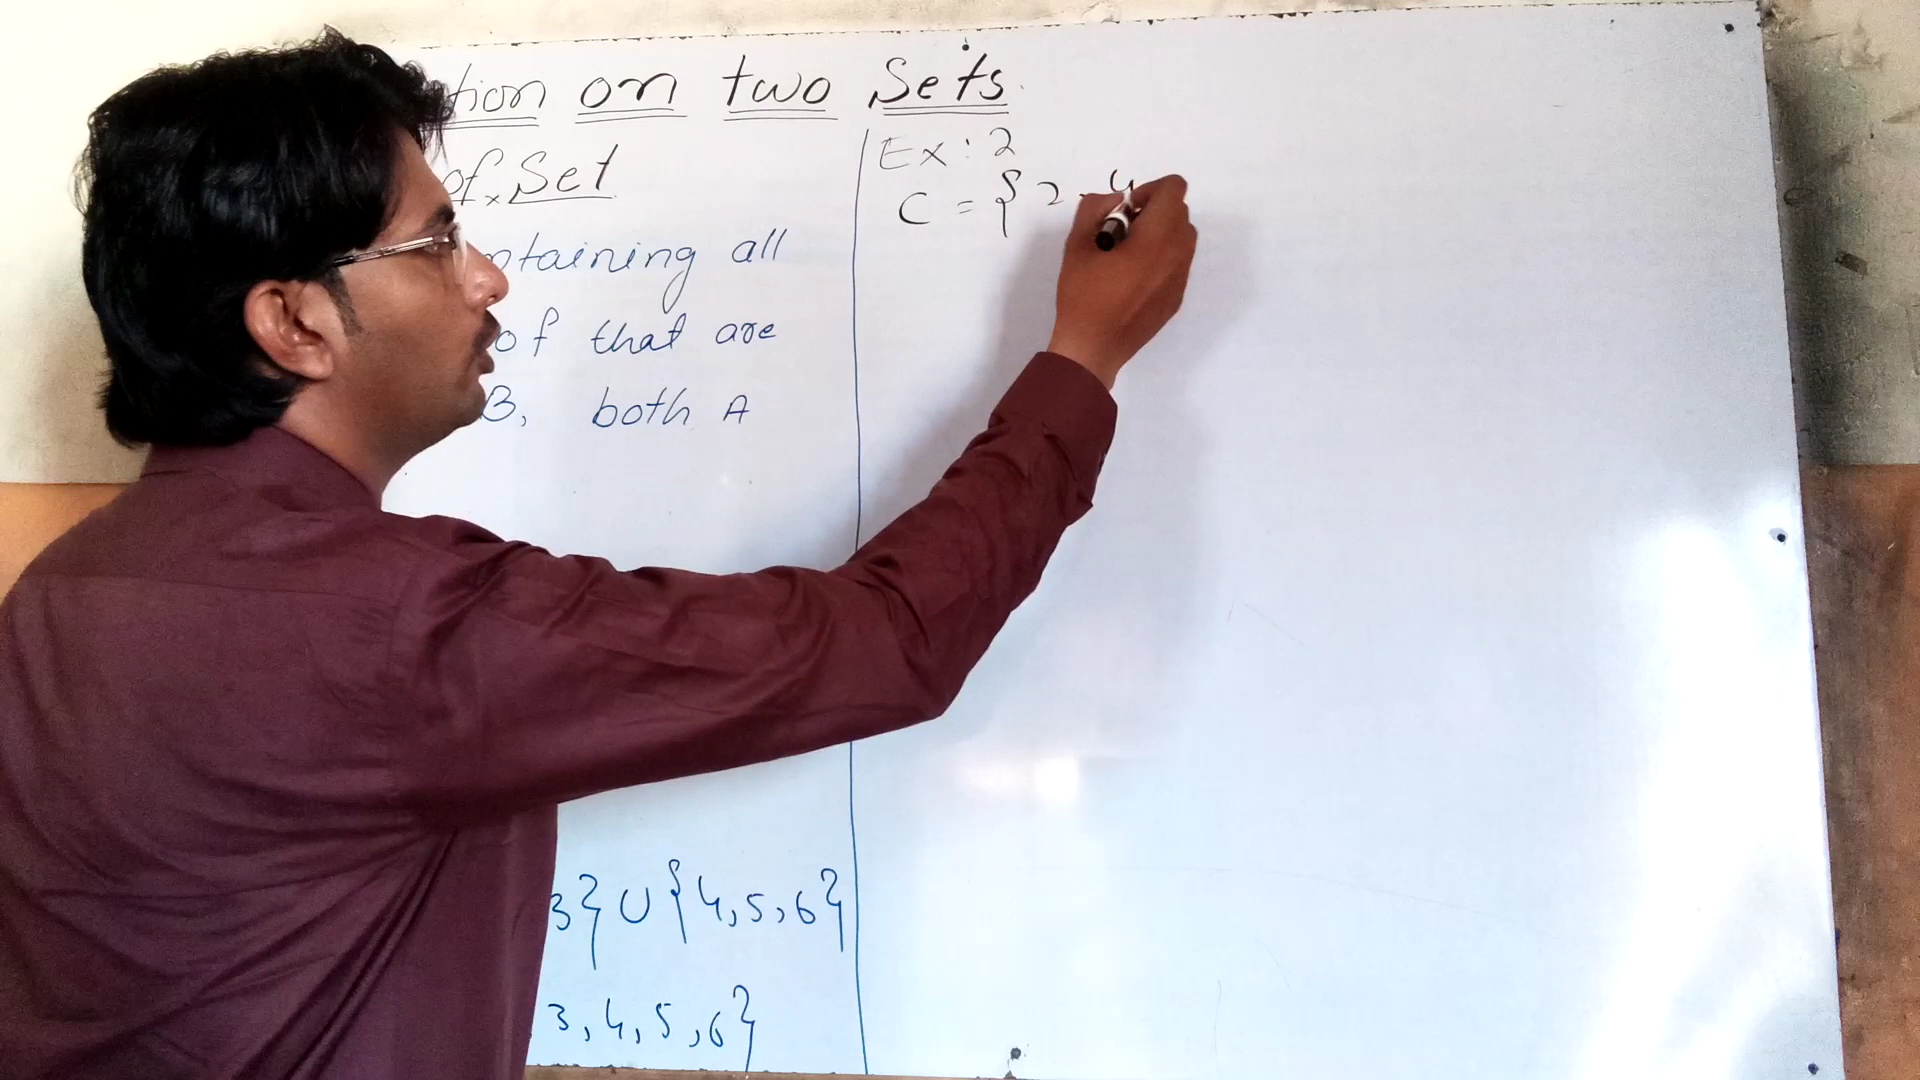 tion on two Sets
of Set
ntaining all
of that are
B, both A
3} ∪ {4, 5, 6}
3, 4, 5, 6}
Ex: 2
C = { 2, 4